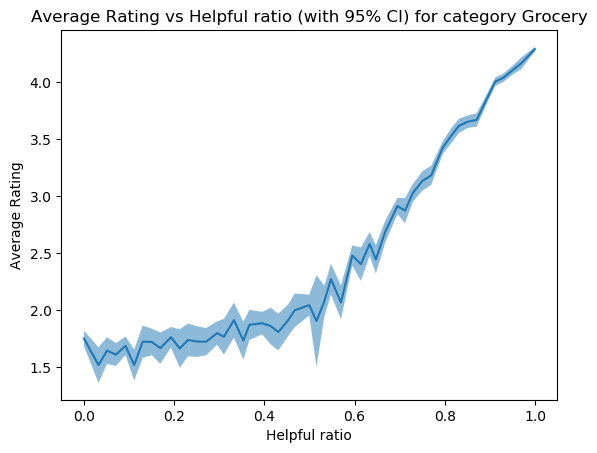 Average Rating vs Helpful ratio (with 95% CI) for category Grocery
4.0
3.5
3.0
2.5
2.0
1.5
Average Rating
0.0 0.2 0.4 0.6 0.8 1.0
Helpful ratio